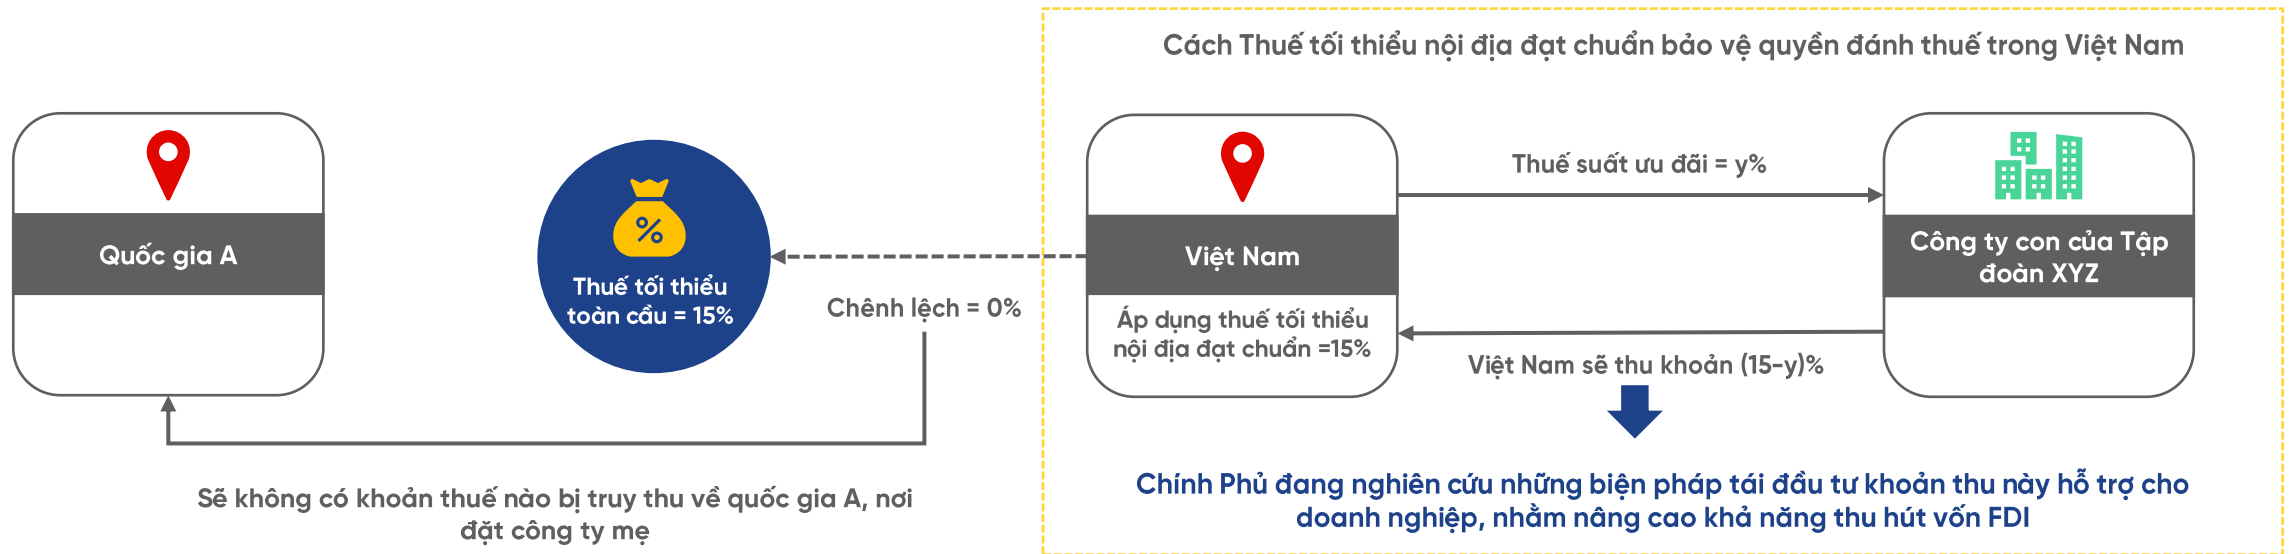 Cách Thuế tối thiểu nội địa đạt chuẩn bảo vệ quyền đánh thuế trong Việt Nam
Quốc gia A
%
Thuế tối thiểu
toàn cầu = 15%
Chênh lệch = 0%
Việt Nam
Áp dụng thuế tối thiểu
nội địa đạt chuẩn =15%
Thuế suất ưu đãi = y%
Công ty con của Tập
đoàn XYZ
Việt Nam sẽ thu khoản (15-y)%
Sẽ không có khoản thuế nào bị truy thu về quốc gia A, nơi
đặt công ty mẹ
Chính Phủ đang nghiên cứu những biện pháp tái đầu tư khoản thu này hỗ trợ cho
doanh nghiệp, nhằm nâng cao khả năng thu hút vốn FDI